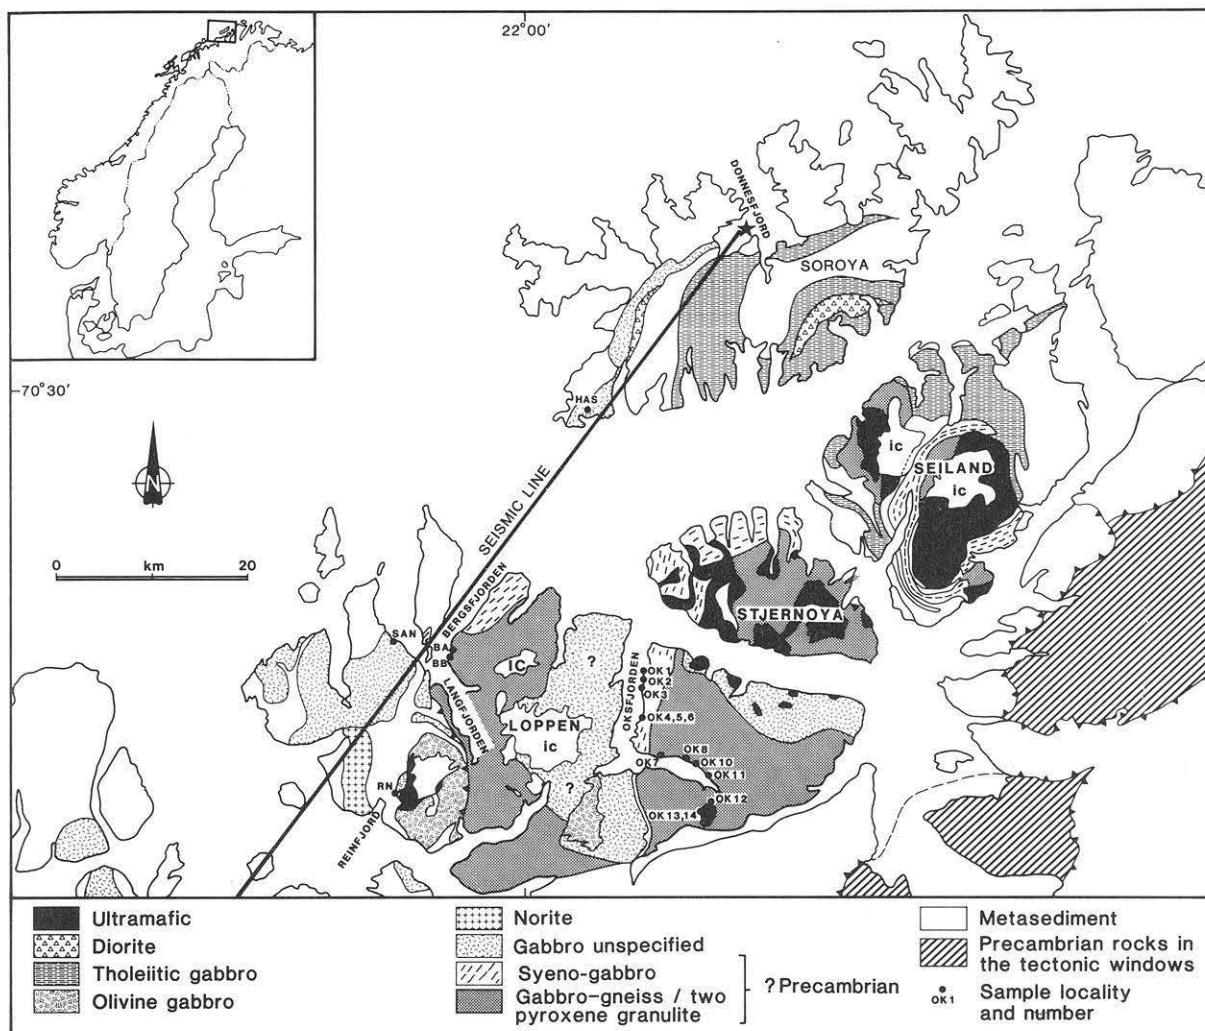 22°00′
DONNESFJORD
SOROYA
70°30′
HAS
ic
SEILAND
ic
N
SEISMIC LINE
0 km 20
BERGSFJORDEN
STJERNOYA
SAN
BA
BB
IC
?
OKSFJORDEN
OK1
OK2
OK3
LANGFJORDEN
LOPPEN
ic
OK4,5,6
OK8
OK7
OK10
OK11
RN
?
OK12
OK13,14
REINFJORD
Ultramafic
Diorite
Tholeiitic gabbro
Olivine gabbro
Norite
Gabbro unspecified
Syeno-gabbro
Gabbro-gneiss / two
pyroxene granulite
? Precambrian
Metasediment
Precambrian rocks in
the tectonic windows
OK1
Sample locality
and number